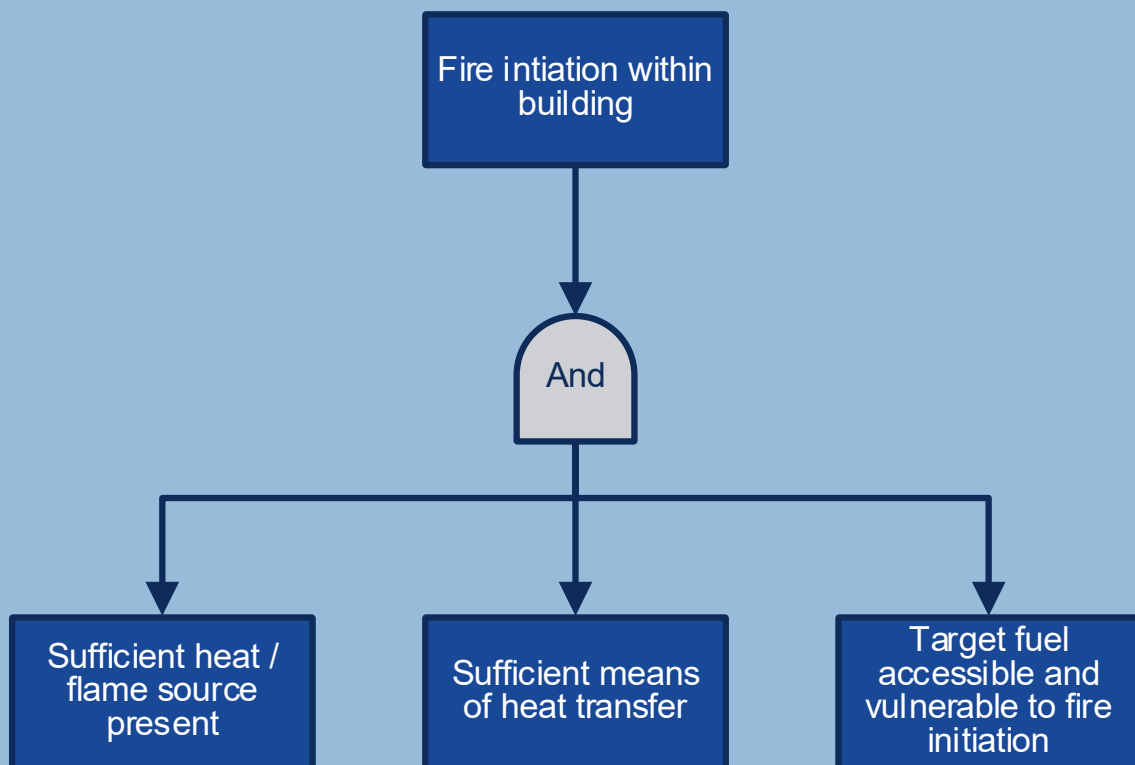 Fire intiation within
building
And
Sufficient heat /
flame source
present
Sufficient means
of heat transfer
Target fuel
accessible and
vulnerable to fire
initiation